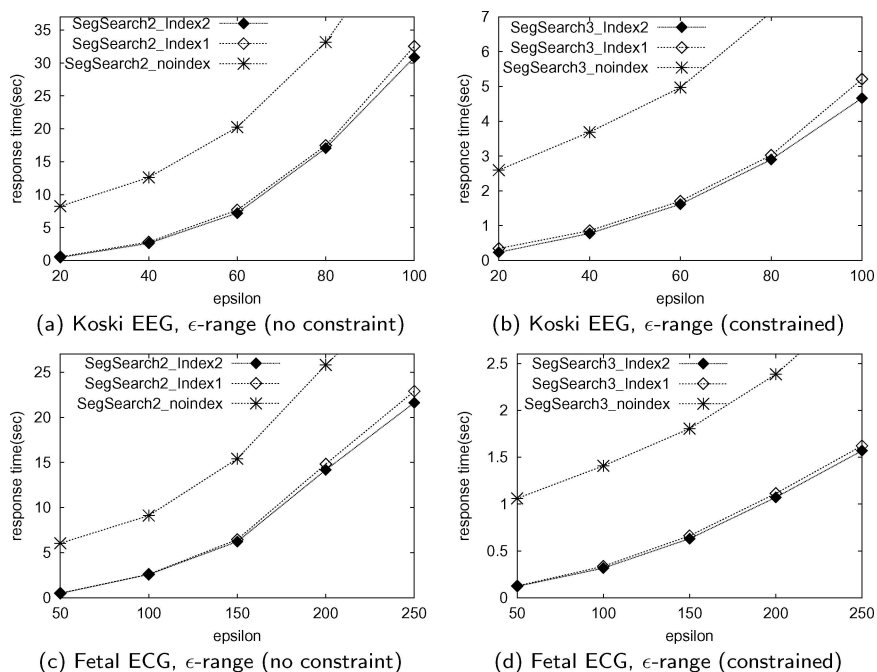 SegSearch2_Index2
SegSearch2_Index1
SegSearch2_noindex
response time(sec)
35
30
25
20
15
10
5
0
20 40 60 80 100
epsilon
(a) Koski EEG, ϵ-range (no constraint)
SegSearch3_Index2
SegSearch3_Index1
SegSearch3_noindex
responce time(sec)
7
6
5
4
3
2
1
0
20 40 60 80 100
epsilon
(b) Koski EEG, ϵ-range (constrained)
SegSearch2_Index2
SegSearch2_Index1
SegSearch2_noindex
response time(sec)
25
20
15
10
5
0
50 100 150 200 250
epsilon
(c) Fetal ECG, ϵ-range (no constraint)
SegSearch3_Index2
SegSearch3_Index1
SegSearch3_noindex
response time(sec)
2.5
2
1.5
1
0.5
0
50 100 150 200 250
epsilon
(d) Fetal ECG, ϵ-range (constrained)